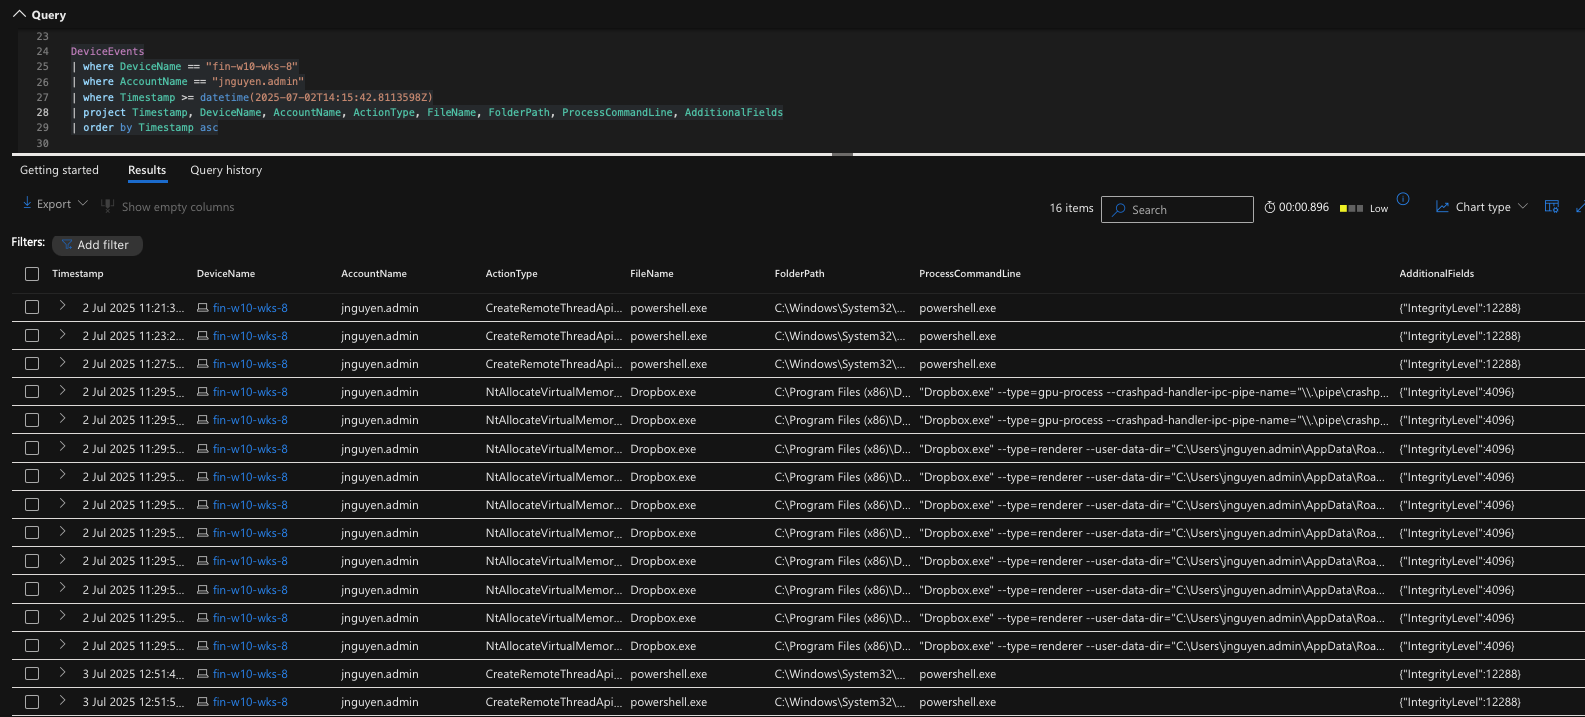 Query
23
24 DeviceEvents
25 | where DeviceName == "fin-w10-wks-8"
26 | where AccountName == "jnguyen.admin"
27 | where Timestamp >= datetime(2025-07-02T14:15:42.8113598Z)
28 | project Timestamp, DeviceName, AccountName, ActionType, FileName, FolderPath, ProcessCommandLine, AdditionalFields
29 | order by Timestamp asc
30
Getting started Results Query history
Export Show empty columns 16 items Search 00:00.896 Low Chart type
Filters: Add filter
Timestamp DeviceName AccountName ActionType FileName FolderPath ProcessCommandLine AdditionalFields
2 Jul 2025 11:21:3... fin-w10-wks-8 jnguyen.admin CreateRemoteThreadApi... powershell.exe C:\Windows\System32\... powershell.exe {"IntegrityLevel":12288}
2 Jul 2025 11:23:2... fin-w10-wks-8 jnguyen.admin CreateRemoteThreadApi... powershell.exe C:\Windows\System32\... powershell.exe {"IntegrityLevel":12288}
2 Jul 2025 11:27:5... fin-w10-wks-8 jnguyen.admin CreateRemoteThreadApi... powershell.exe C:\Windows\System32\... powershell.exe {"IntegrityLevel":12288}
2 Jul 2025 11:29:5... fin-w10-wks-8 jnguyen.admin NtAllocateVirtualMemor... Dropbox.exe C:\Program Files (x86)\D... "Dropbox.exe" --type=gpu-process --crashpad-handler-ipc-pipe-name="\\.\pipe\crashp... {"IntegrityLevel":4096}
2 Jul 2025 11:29:5... fin-w10-wks-8 jnguyen.admin NtAllocateVirtualMemor... Dropbox.exe C:\Program Files (x86)\D... "Dropbox.exe" --type=gpu-process --crashpad-handler-ipc-pipe-name="\\.\pipe\crashp... {"IntegrityLevel":4096}
2 Jul 2025 11:29:5... fin-w10-wks-8 jnguyen.admin NtAllocateVirtualMemor... Dropbox.exe C:\Program Files (x86)\D... "Dropbox.exe" --type=renderer --user-data-dir="C:\Users\jnguyen.admin\AppData\Roa... {"IntegrityLevel":4096}
2 Jul 2025 11:29:5... fin-w10-wks-8 jnguyen.admin NtAllocateVirtualMemor... Dropbox.exe C:\Program Files (x86)\D... "Dropbox.exe" --type=renderer --user-data-dir="C:\Users\jnguyen.admin\AppData\Roa... {"IntegrityLevel":4096}
2 Jul 2025 11:29:5... fin-w10-wks-8 jnguyen.admin NtAllocateVirtualMemor... Dropbox.exe C:\Program Files (x86)\D... "Dropbox.exe" --type=renderer --user-data-dir="C:\Users\jnguyen.admin\AppData\Roa... {"IntegrityLevel":4096}
2 Jul 2025 11:29:5... fin-w10-wks-8 jnguyen.admin NtAllocateVirtualMemor... Dropbox.exe C:\Program Files (x86)\D... "Dropbox.exe" --type=renderer --user-data-dir="C:\Users\jnguyen.admin\AppData\Roa... {"IntegrityLevel":4096}
2 Jul 2025 11:29:5... fin-w10-wks-8 jnguyen.admin NtAllocateVirtualMemor... Dropbox.exe C:\Program Files (x86)\D... "Dropbox.exe" --type=renderer --user-data-dir="C:\Users\jnguyen.admin\AppData\Roa... {"IntegrityLevel":4096}
2 Jul 2025 11:29:5... fin-w10-wks-8 jnguyen.admin NtAllocateVirtualMemor... Dropbox.exe C:\Program Files (x86)\D... "Dropbox.exe" --type=renderer --user-data-dir="C:\Users\jnguyen.admin\AppData\Roa... {"IntegrityLevel":4096}
2 Jul 2025 11:29:5... fin-w10-wks-8 jnguyen.admin NtAllocateVirtualMemor... Dropbox.exe C:\Program Files (x86)\D... "Dropbox.exe" --type=renderer --user-data-dir="C:\Users\jnguyen.admin\AppData\Roa... {"IntegrityLevel":4096}
2 Jul 2025 11:29:5... fin-w10-wks-8 jnguyen.admin NtAllocateVirtualMemor... Dropbox.exe C:\Program Files (x86)\D... "Dropbox.exe" --type=renderer --user-data-dir="C:\Users\jnguyen.admin\AppData\Roa... {"IntegrityLevel":4096}
3 Jul 2025 12:51:4... fin-w10-wks-8 jnguyen.admin CreateRemoteThreadApi... powershell.exe C:\Windows\System32\... powershell.exe {"IntegrityLevel":12288}
3 Jul 2025 12:51:5... fin-w10-wks-8 jnguyen.admin CreateRemoteThreadApi... powershell.exe C:\Windows\System32\... powershell.exe {"IntegrityLevel":12288}